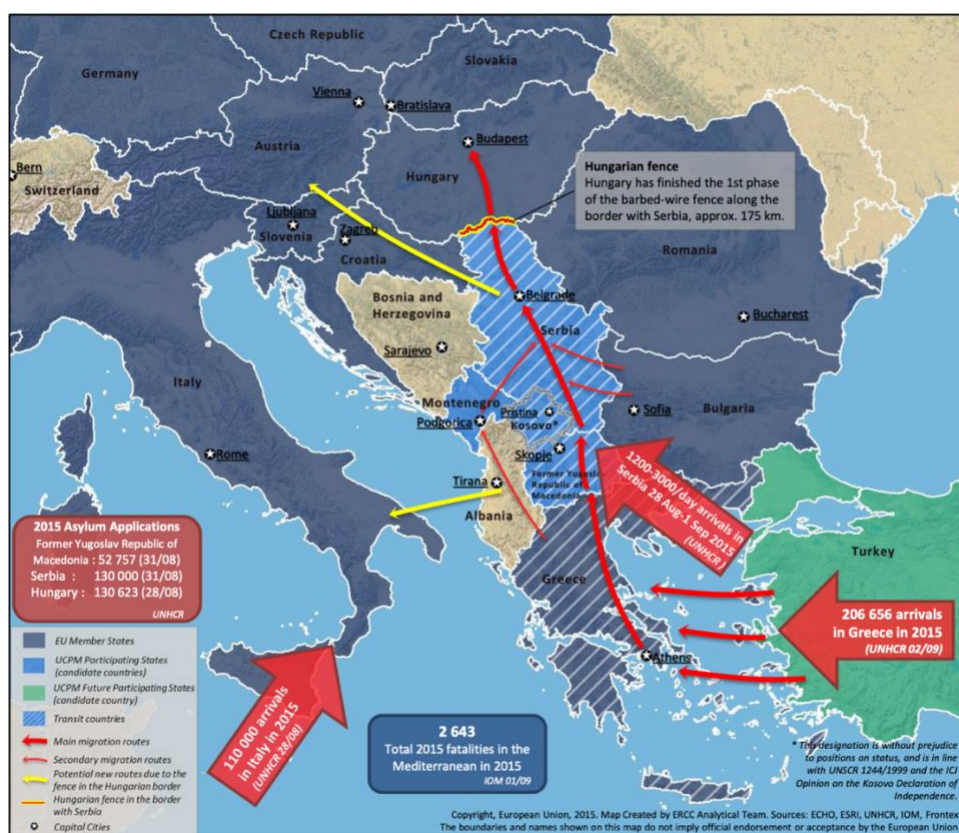 Czech Republic
Germany
Slovakia
Vienna
Bratislava
Austria
Budapest
Hungary
Bern
Switzerland
Hungarian fence
Hungary has finished the 1st phase
of the barbed-wire fence along the
border with Serbia, approx. 175 km.
Ljubljana
Slovenia
Zagreb
Croatia
Romania
Bosnia and
Herzegovina
Belgrade
Bucharest
Sarajevo
Serbia
Italy
Montenegro
Podgorica
Pristina
Kosovo*
Sofia
Bulgaria
Rome
Skopje
Former Yugoslav
Republic of
Macedonia
Tirana
Albania
1200-3000/day arrivals in
Serbia 28 Aug-1 Sep 2015
(UNHCR)
Turkey
Greece
Athens
206 656 arrivals
in Greece in 2015
(UNHCR 02/09)
2015 Asylum Applications
Former Yugoslav Republic of
Macedonia : 52 757 (31/08)
Serbia : 130 000 (31/08)
Hungary : 130 623 (28/08)
UNHCR
EU Member States
UCPM Participating States
(candidate countries)
UCPM Future Participating States
(candidate country)
Transit countries
Main migration routes
Secondary migration routes
Potential new routes due to the
fence in the Hungarian border
Hungarian fence in the border
with Serbia
Capital Cities
110 000 arrivals
in Italy in 2015
(UNHCR 28/08)
2 643
Total 2015 fatalities in the
Mediterranean in 2015
IOM 01/09
* This designation is without prejudice
to positions on status, and is in line
with UNSCR 1244/1999 and the ICJ
Opinion on the Kosovo Declaration of
Independence.
Copyright, European Union, 2015. Map Created by ERCC Analytical Team. Sources: ECHO, ESRI, UNHCR, IOM, Frontex
The boundaries and names shown on this map do not imply official endorsement or acceptance by the European Union